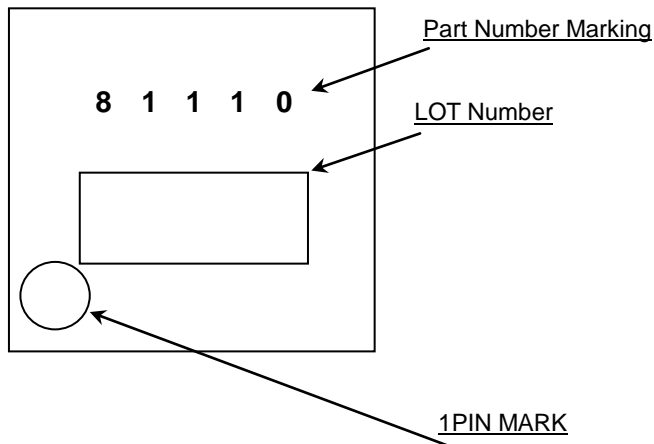 Part Number Marking
8 1 1 1 0
LOT Number
1PIN MARK